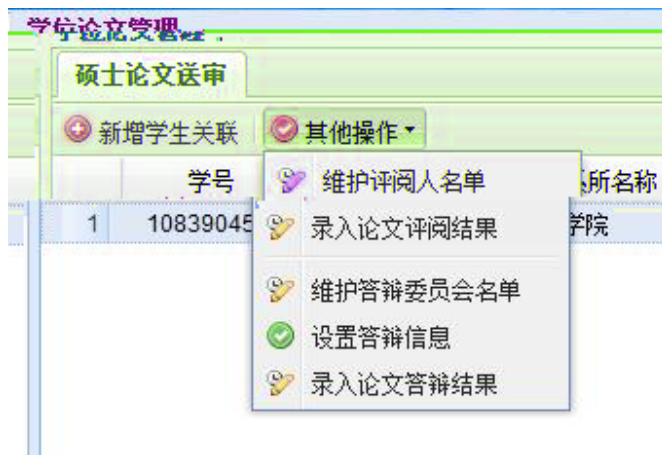 学位论文管理
硕士论文送审
新增学生关联 其他操作
学号 所名称
维护评阅人名单
1 10839045 学院
录入论文评阅结果
维护答辩委员会名单
设置答辩信息
录入论文答辩结果